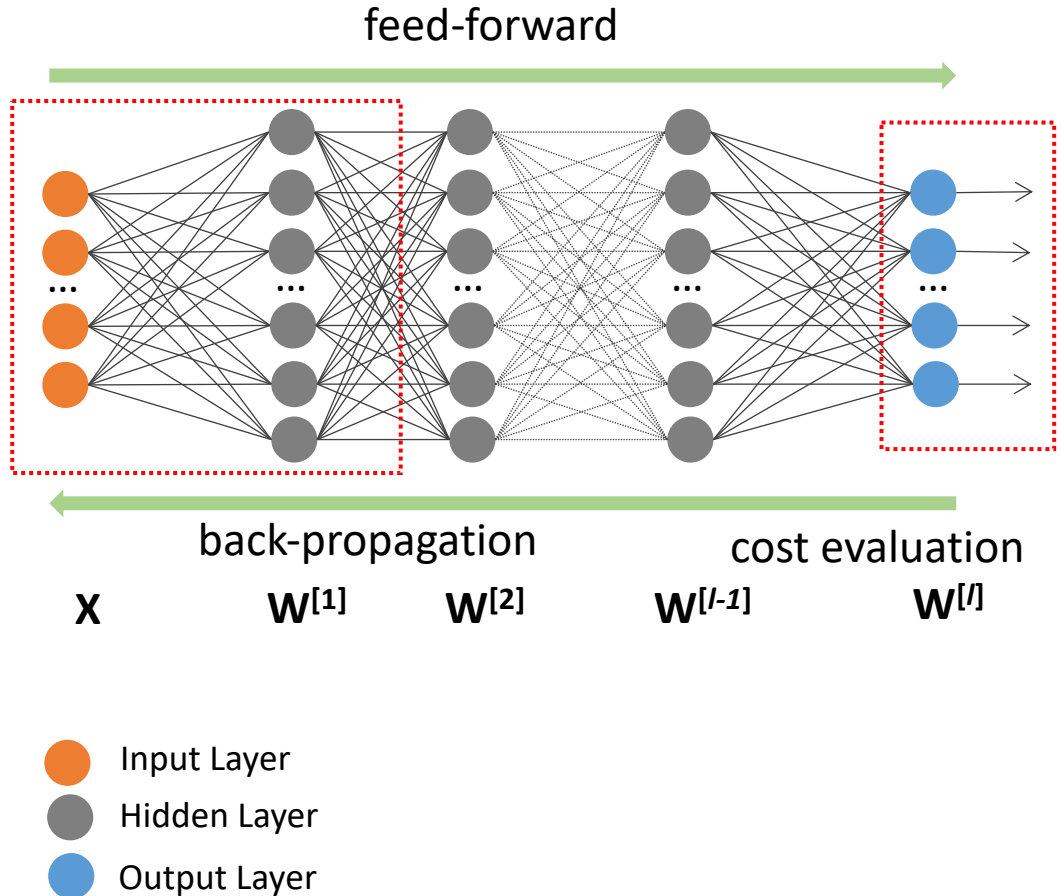 feed-forward
... ... ... ... ...
back-propagation cost evaluation
X W[1] W[2] W[l-1] W[l]
Input Layer
Hidden Layer
Output Layer